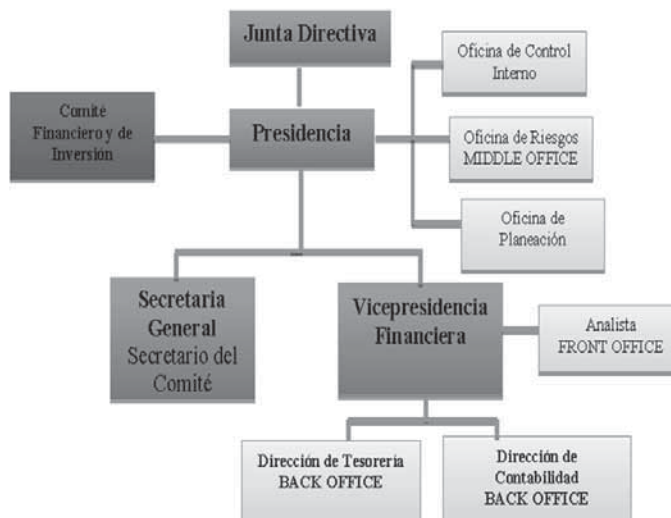 Junta Directiva
Oficina de Control
Interno
Comité
Financiero y de
Inversión
Presidencia
Oficina de Riesgos
MIDDLE OFFICE
Oficina de
Planeación
Secretaria
General
Secretario del
Comité
Vicepresidencia
Financiera
Analista
FRONT OFFICE
Dirección de Tesorería
BACK OFFICE
Dirección de
Contabilidad
BACK OFFICE